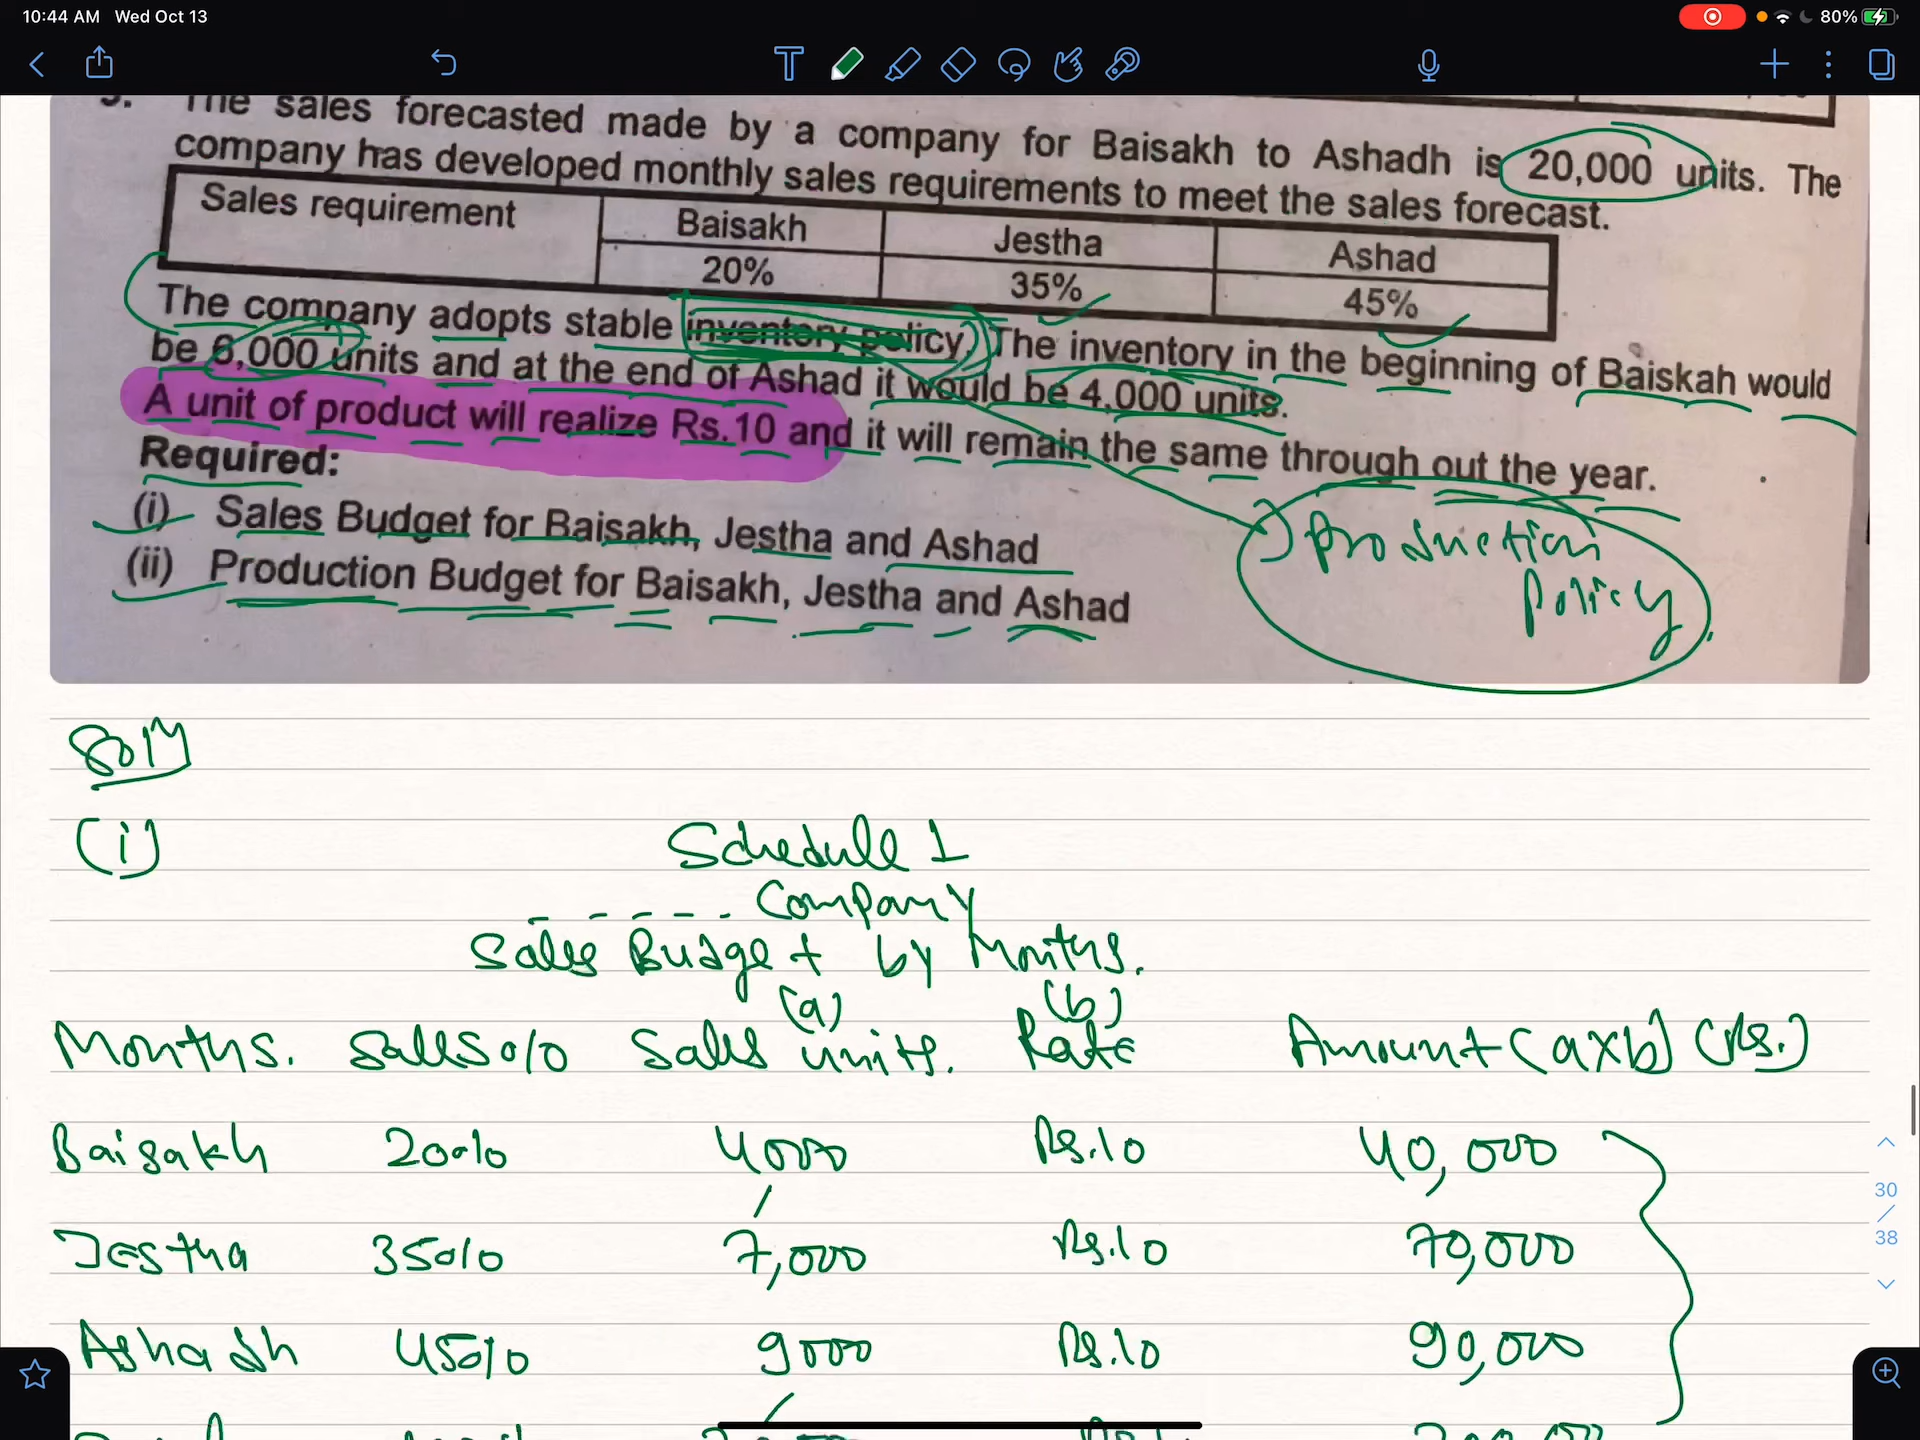 10:44 AM Wed Oct 13
80%
The sales forecasted made by a company for Baisakh to Ashadh is 20,000 units. The
company has developed monthly sales requirements to meet the sales forecast.
Sales requirement Baisakh Jestha Ashad
20% 35% 45%
The company adopts stable inventory policy. The inventory in the beginning of Baiskah would
be 6,000 units and at the end of Ashad it would be 4,000 units.
A unit of product will realize Rs.10 and it will remain the same through out the year.
Required:
(i) Sales Budget for Baisakh, Jestha and Ashad
(ii) Production Budget for Baisakh, Jestha and Ashad
Production
Policy
Soln
(i) Schedule 1
Company
Sales Budget by Months.
(a) (b)
Months. Sales% Sales units. Rate Amount (axb) (Rs.)
Baisakh 20% 4000 Rs.10 40,000
Jestha 35% 7,000 Rs.10 70,000
Ashadh 45% 9000 Rs.10 90,000
30
/
38